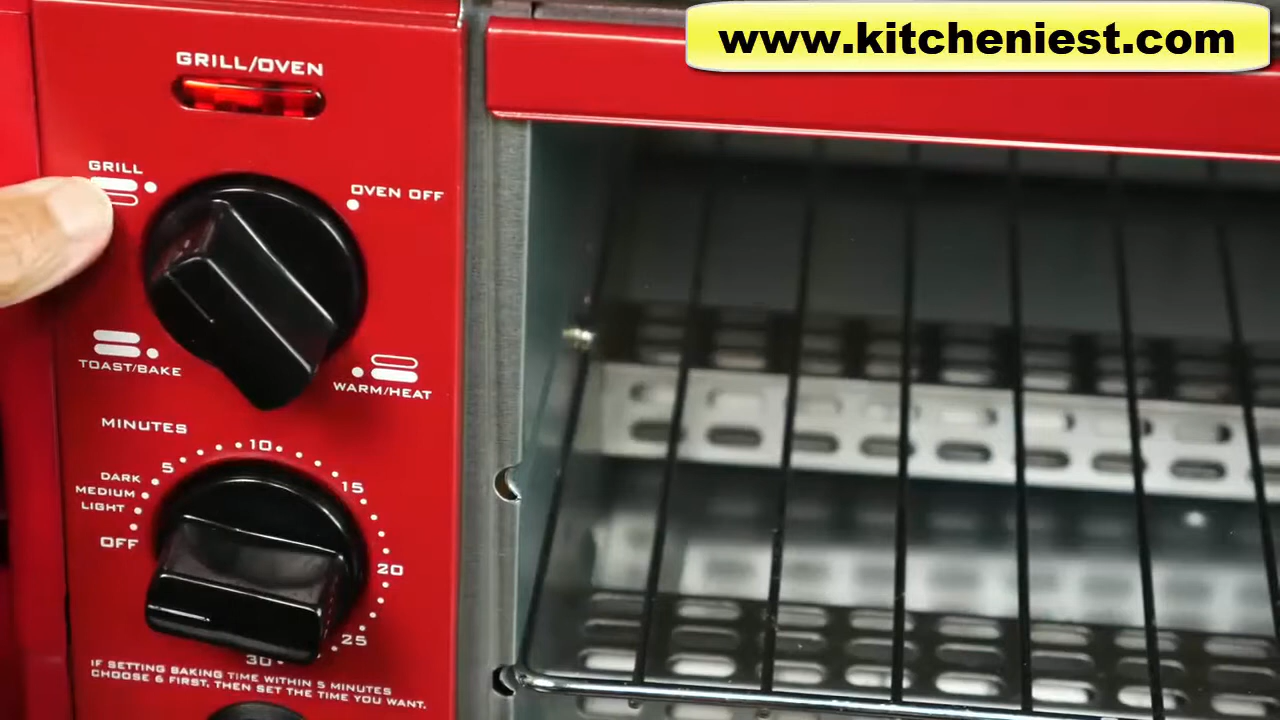 www.kitcheniest.com
GRILL/OVEN
GRILL
OVEN OFF
TOAST/BAKE
WARM/HEAT
MINUTES
10
5
15
DARK
MEDIUM
LIGHT
OFF
20
25
30
IF SETTING BAKING TIME WITHIN 5 MINUTES
CHOOSE 6 FIRST, THEN SET THE TIME YOU WANT.